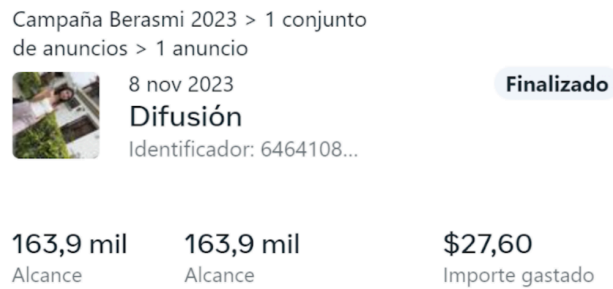 Campaña Berasmi 2023 > 1 conjunto
de anuncios > 1 anuncio
8 nov 2023
Finalizado
Difusión
Identificador: 6464108...
163,9 mil
163,9 mil
$27,60
Alcance
Alcance
Importe gastado